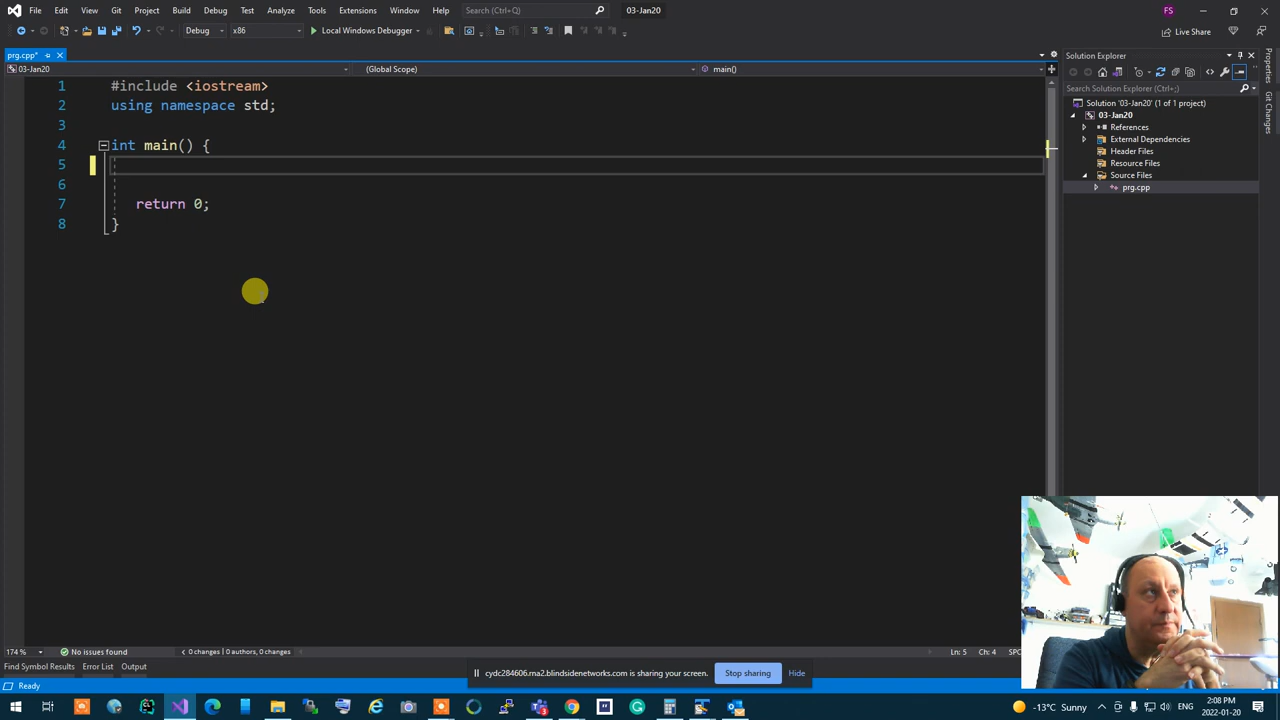 File Edit View Git Project Build Debug Test Analyze Tools Extensions Window Help Search (Ctrl+Q) 03-Jan20 FS
Debug x86 Local Windows Debugger Live Share
prg.cpp*
03-Jan20 (Global Scope) main()
1 #include <iostream>
2 using namespace std;
3
4 int main() {
5
6
7 return 0;
8 }
Solution Explorer
Search Solution Explorer (Ctrl+;)
Solution '03-Jan20' (1 of 1 project)
03-Jan20
References
External Dependencies
Header Files
Resource Files
Source Files
prg.cpp
Properties
Git Changes
174 % No issues found 0 changes | 0 authors, 0 changes Ln: 5 Ch: 4 SPC
Find Symbol Results Error List Output
cydc284606.rna2.blindsidenetworks.com is sharing your screen. Stop sharing Hide
Ready
-13°C Sunny ENG 2:08 PM
2022-01-20